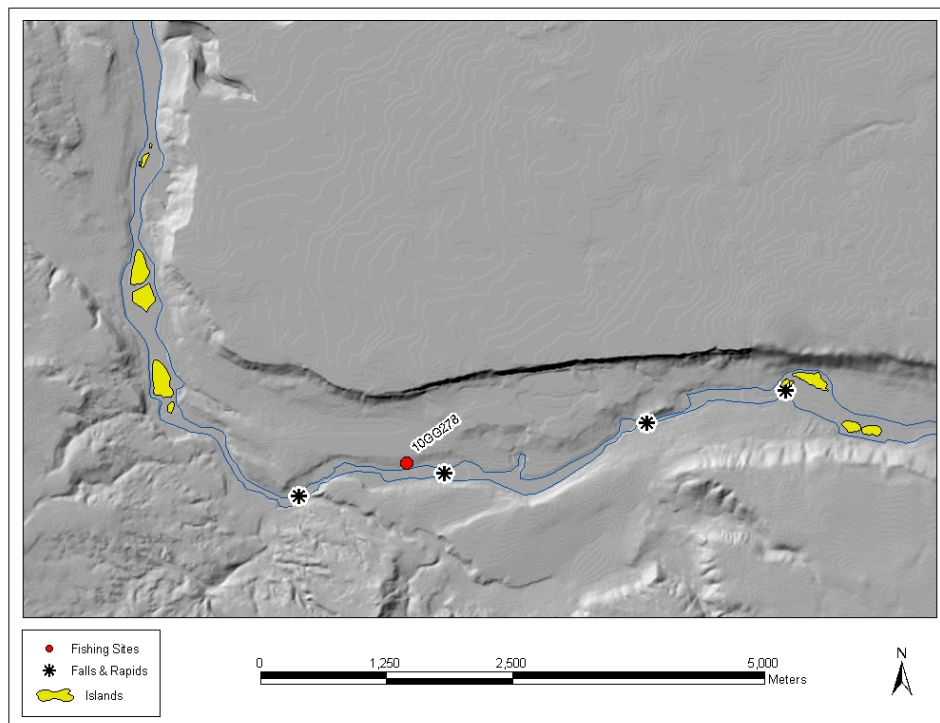 10GG278
Fishing Sites
Falls & Rapids
Islands
0 1,250 2,500 5,000
Meters
N